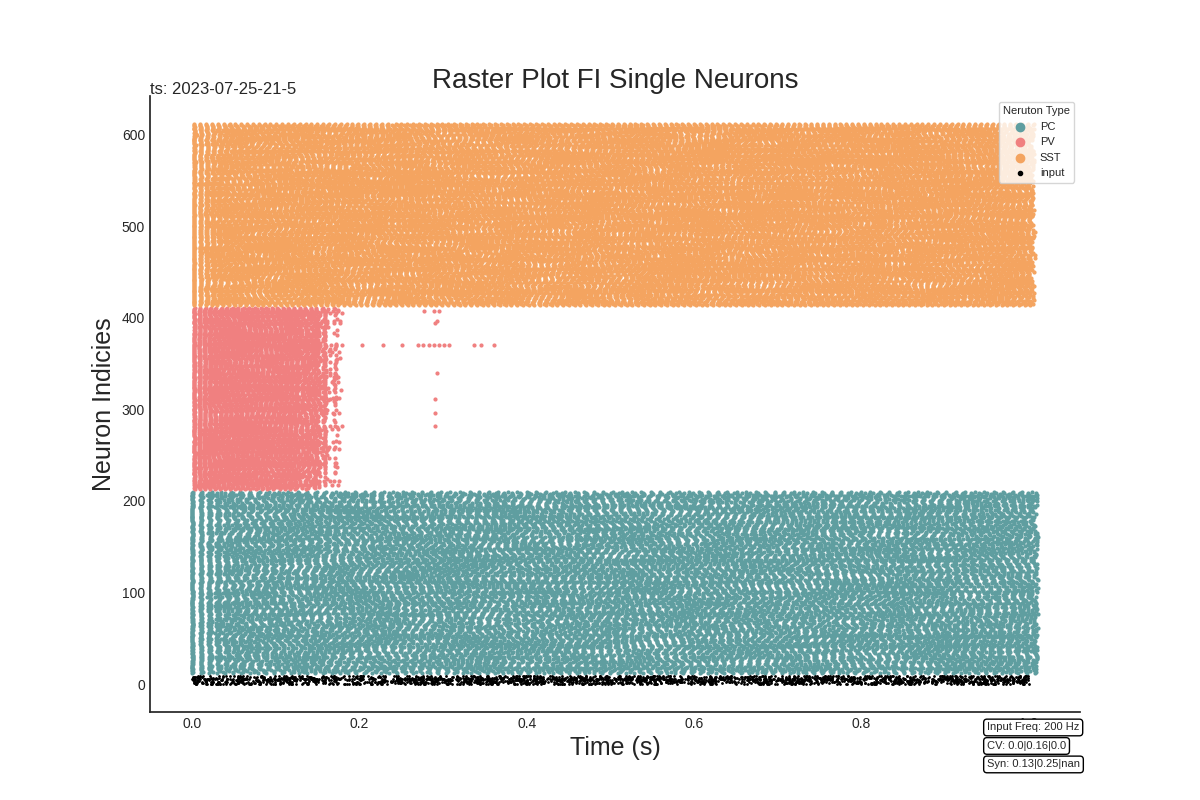 Raster Plot FI Single Neurons
ts: 2023-07-25-21-5
Neruton Type
PC
PV
SST
input
Neuron Indicies
600
500
400
300
200
100
0
0.0 0.2 0.4 0.6 0.8
Time (s)
Input Freq: 200 Hz
CV: 0.0|0.16|0.0
Syn: 0.13|0.25|nan